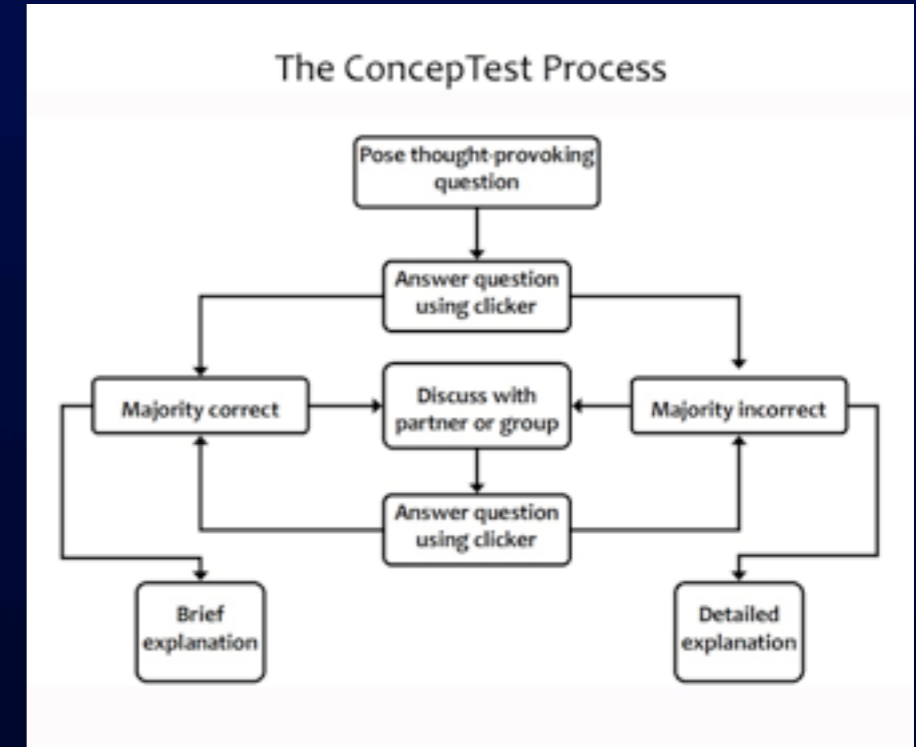 The ConcepTest Process
Pose thought-provoking
question
Answer question
using clicker
Majority correct
Discuss with
partner or group
Majority incorrect
Answer question
using clicker
Brief
explanation
Detailed
explanation